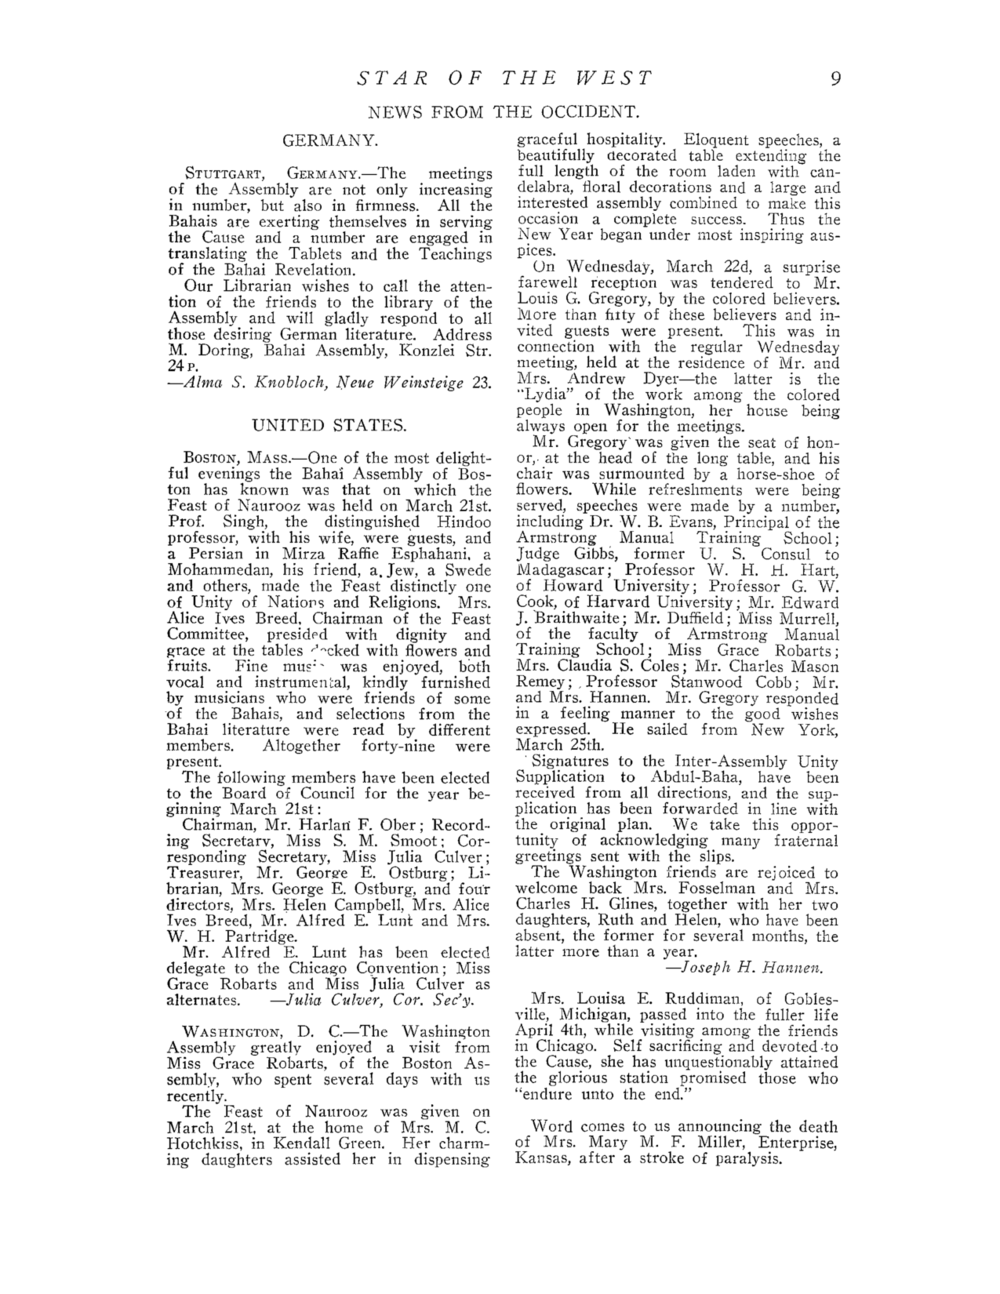 STAR OF THE WEST 9
NEWS FROM THE OCCIDENT.
GERMANY.
STUTTGART, GERMANY.—The meetings
of the Assembly are not only increasing
in number, but also in firmness. All the
Bahais are exerting themselves in serving
the Cause and a number are engaged in
translating the Tablets and the Teachings
of the Bahai Revelation.
Our Librarian wishes to call the atten-
tion of the friends to the library of the
Assembly and will gladly respond to all
those desiring German literature. Address
M. Doring, Bahai Assembly, Konzlei Str.
24 P.
—Alma S. Knobloch, Neue Weinsteige 23.
UNITED STATES.
BOSTON, MASS.—One of the most delight-
ful evenings the Bahai Assembly of Bos-
ton has known was that on which the
Feast of Naurooz was held on March 21st.
Prof. Singh, the distinguished Hindoo
professor, with his wife, were guests, and
a Persian in Mirza Raffie Esphahani, a
Mohammedan, his friend, a Jew, a Swede
and others, made the Feast distinctly one
of Unity of Nations and Religions. Mrs.
Alice Ives Breed, Chairman of the Feast
Committee, presided with dignity and
grace at the tables with flowers and
fruits. Fine was enjoyed, both
vocal and instrumental, kindly furnished
by musicians who were friends of some
of the Bahais, and selections from the
Bahai literature were read by different
members. Altogether forty-nine were
present.
The following members have been elected
to the Board of Council for the year be-
ginning March 21st:
Chairman, Mr. Harlan F. Ober; Record-
ing Secretary, Miss S. M. Smoot; Cor-
responding Secretary, Miss Julia Culver;
Treasurer, Mr. George E. Ostburg; Li-
brarian, Mrs. George E. Ostburg, and four
directors, Mrs. Helen Campbell, Mrs. Alice
Ives Breed, Mr. Alfred E. Lunt and Mrs.
W. H. Partridge.
Mr. Alfred E. Lunt has been elected
delegate to the Chicago Convention; Miss
Grace Robarts and Miss Julia Culver as
alternates. —Julia Culver, Cor. Sec'y.
WASHINGTON, D. C.—The Washington
Assembly greatly enjoyed a visit from
Miss Grace Robarts, of the Boston As-
sembly, who spent several days with us
recently.
The Feast of Naurooz was given on
March 21st, at the home of Mrs. M. C.
Hotchkiss, in Kendall Green. Her charm-
ing daughters assisted her in dispensing
graceful hospitality. Eloquent speeches, a
beautifully decorated table extending the
full length of the room laden with can-
delabra, floral decorations and a large and
interested assembly combined to make this
occasion a complete success. Thus the
New Year began under most inspiring aus-
pices.
On Wednesday, March 22d, a surprise
farewell reception was tendered to Mr.
Louis G. Gregory, by the colored believers.
More than fifty of these believers and in-
vited guests were present. This was in
connection with the regular Wednesday
meeting, held at the residence of Mr. and
Mrs. Andrew Dyer—the latter is the
"Lydia" of the work among the colored
people in Washington, her house being
always open for the meetings.
Mr. Gregory was given the seat of hon-
or, at the head of the long table, and his
chair was surmounted by a horse-shoe of
flowers. While refreshments were being
served, speeches were made by a number,
including Dr. W. B. Evans, Principal of the
Armstrong Manual Training School;
Judge Gibbs, former U. S. Consul to
Madagascar; Professor W. H. H. Hart,
of Howard University; Professor G. W.
Cook, of Harvard University; Mr. Edward
J. Braithwaite; Mr. Duffield; Miss Murrell,
of the faculty of Armstrong Manual
Training School; Miss Grace Robarts;
Mrs. Claudia S. Coles; Mr. Charles Mason
Remey; Professor Stanwood Cobb; Mr.
and Mrs. Hannen. Mr. Gregory responded
in a feeling manner to the good wishes
expressed. He sailed from New York,
March 25th.
Signatures to the Inter-Assembly Unity
Supplication to Abdul-Baha, have been
received from all directions, and the sup-
plication has been forwarded in line with
the original plan. We take this oppor-
tunity of acknowledging many fraternal
greetings sent with the slips.
The Washington friends are rejoiced to
welcome back Mrs. Fosselman and Mrs.
Charles H. Glines, together with her two
daughters, Ruth and Helen, who have been
absent, the former for several months, the
latter more than a year.
—Joseph H. Hannen.
Mrs. Louisa E. Ruddiman, of Gobles-
ville, Michigan, passed into the fuller life
April 4th, while visiting among the friends
in Chicago. Self sacrificing and devoted to
the Cause, she has unquestionably attained
the glorious station promised those who
"endure unto the end."
Word comes to us announcing the death
of Mrs. Mary M. F. Miller, Enterprise,
Kansas, after a stroke of paralysis.